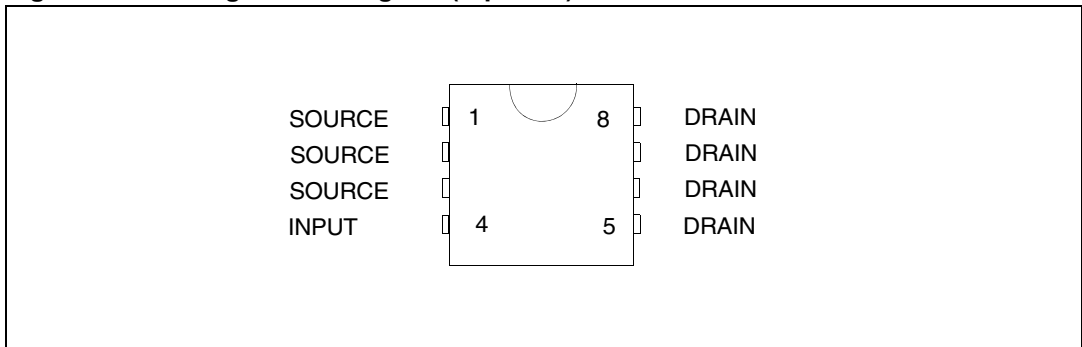 SOURCE 1 8 DRAIN
SOURCE DRAIN
SOURCE DRAIN
INPUT 4 5 DRAIN